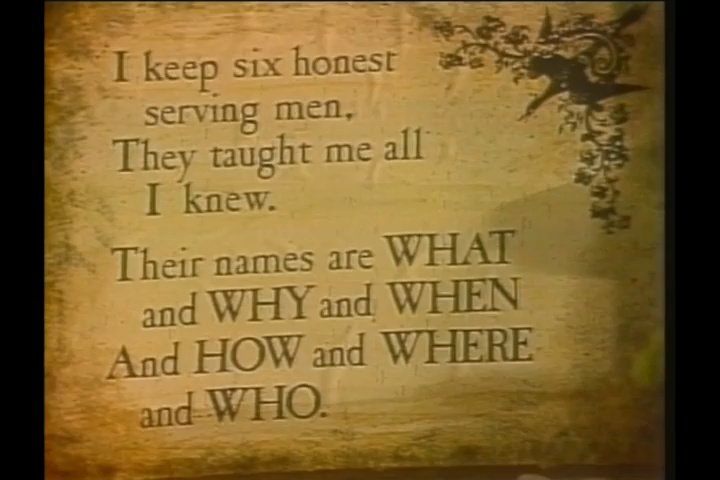 I keep six honest
serving men,
They taught me all
I knew.
Their names are WHAT
and WHY and WHEN
And HOW and WHERE
and WHO.